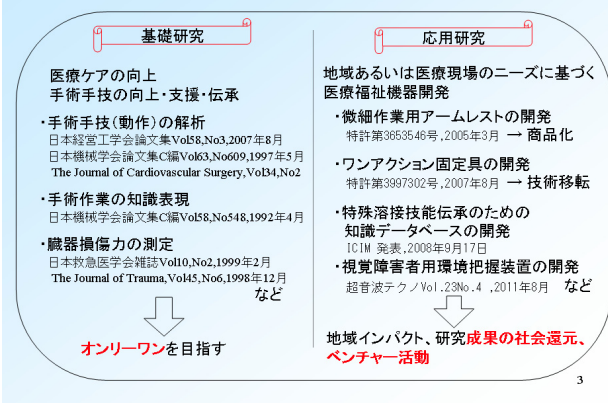 基礎研究
医療ケアの向上
手術手技の向上・支援・伝承
・手術手技(動作)の解析
日本経営工学会論文集Vol58,No3,2007年8月
日本機械学会論文集C編Vol63,No609,1997年5月
The Journal of Cardiovascular Surgery,Vol34,No2
・手術作業の知識表現
日本機械学会論文集C編Vol58,No548,1992年4月
・臓器損傷力の測定
日本救急医学会雑誌Vol10,No2,1999年2月
The Journal of Trauma,Vol45,No6,1998年12月
など
オンリーワンを目指す
応用研究
地域あるいは医療現場のニーズに基づく
医療福祉機器開発
・微細作業用アームレストの開発
特許第3653546号,2005年3月 → 商品化
・ワンアクション固定具の開発
特許第3997302号,2007年8月 → 技術移転
・特殊溶接技能伝承のための
知識データベースの開発
ICIM 発表,2008年9月17日
・視覚障害者用環境把握装置の開発
超音波テクノVol.23No.4 ,2011年8月 など
地域インパクト、研究成果の社会還元、
ベンチャー活動
3